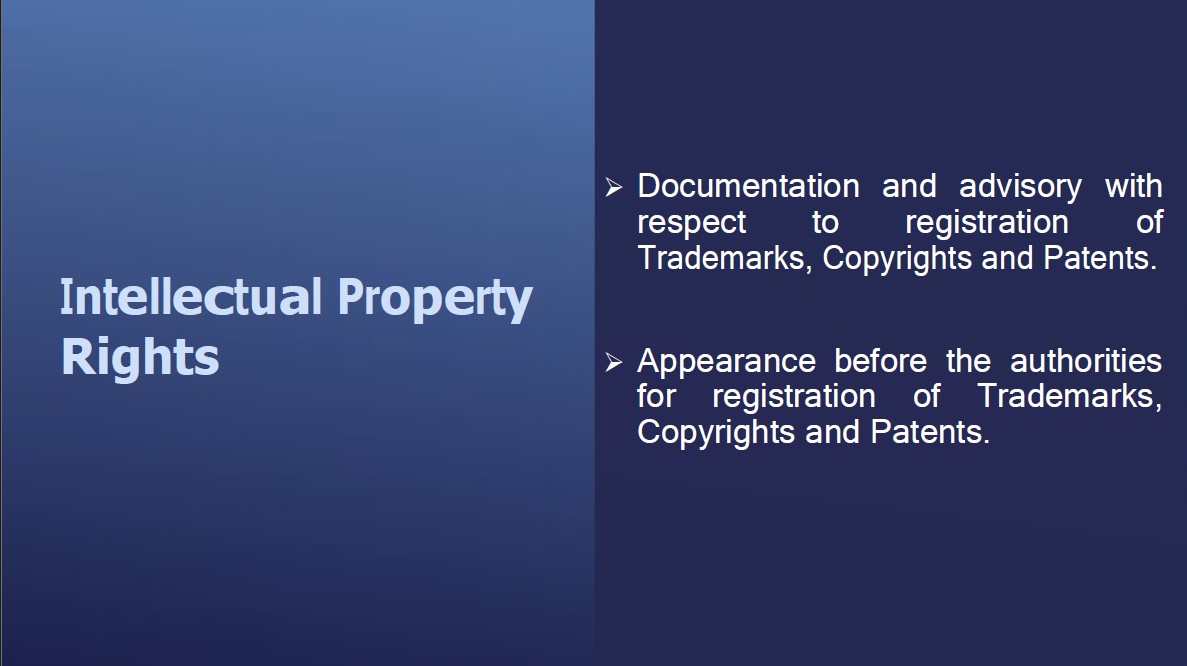 Intellectual Property
Rights
➢ Documentation and advisory with
respect to registration of
Trademarks, Copyrights and Patents.
➢ Appearance before the authorities
for registration of Trademarks,
Copyrights and Patents.